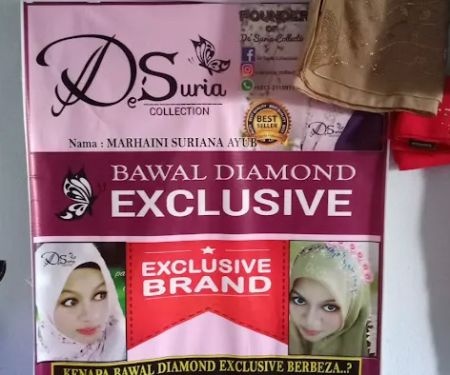 FOUNDER
OF
De'Suria Collection
De'Suria
COLLECTION
BEST
SELLER
Nama : MARHAINI SURIANA AYUB
BAWAL DIAMOND
EXCLUSIVE
EXCLUSIVE
BRAND
KENAPA BAWAL DIAMOND EXCLUSIVE BERBEZA..?